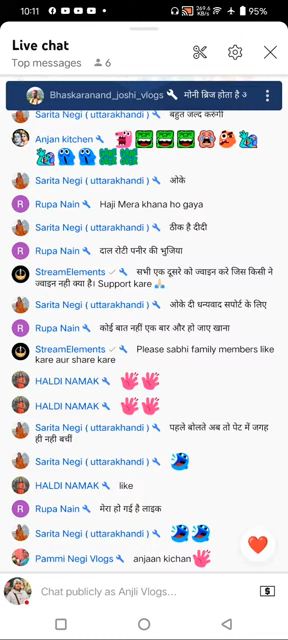 10:11
269.6 KB/s
95%
Live chat
Top messages 6
Bhaskaranand_joshi_vlogs मोनी ब्रिज होता है अ
Sarita Negi ( uttarakhandi ) बहुत जल्द करुंगी
Anjan kitchen
Sarita Negi ( uttarakhandi ) ओके
R Rupa Nain Haji Mera khana ho gaya
Sarita Negi ( uttarakhandi ) ठीक है दीदी
R Rupa Nain दाल रोटी पनीर की भुजिया
StreamElements सभी एक दूसरे को ज्वाइन करे जिस किसी ने
ज्वाइन नही क्या है। Support kare
Sarita Negi ( uttarakhandi ) ओके दी धन्यवाद सपोर्ट के लिए
R Rupa Nain कोई बात नहीं एक बार और हो जाए खाना
StreamElements Please sabhi family members like
kare aur share kare
HALDI NAMAK
HALDI NAMAK
Sarita Negi ( uttarakhandi ) पहले बोलते अब तो पेट में जगह
ही नही बचीं
Sarita Negi ( uttarakhandi )
HALDI NAMAK like
R Rupa Nain मेरा हो गई है लाइक
Sarita Negi ( uttarakhandi )
Pammi Negi Vlogs anjaan kichan
Chat publicly as Anjli Vlogs...